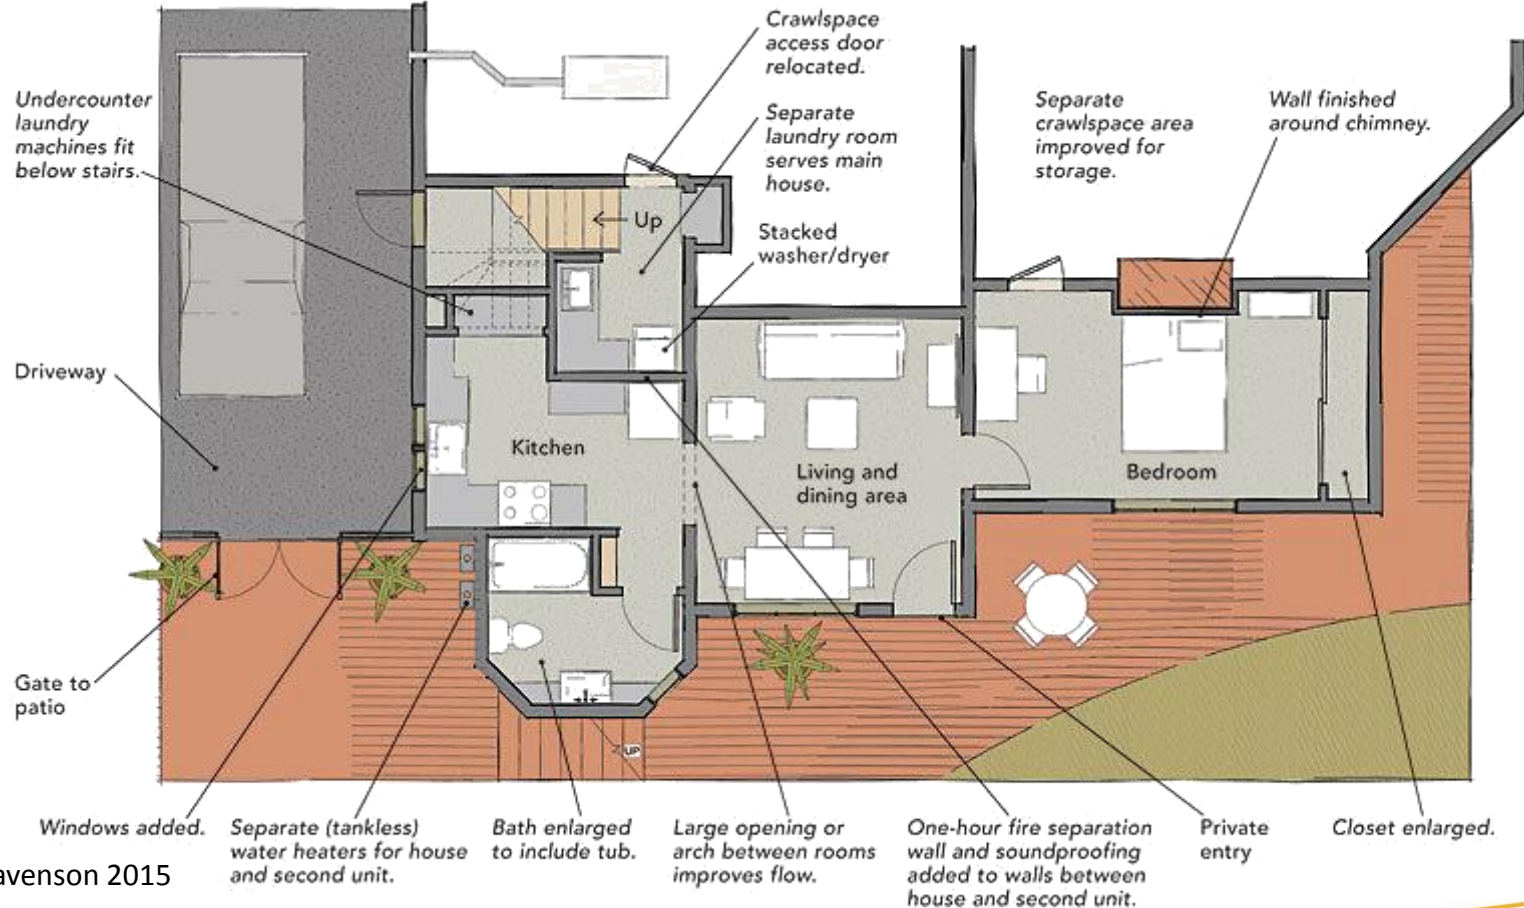 Crawlspace
access door
relocated.
Undercounter
laundry
machines fit
below stairs.
Separate
laundry room
serves main
house.
Separate
crawlspace area
improved for
storage.
Wall finished
around chimney.
Up
Stacked
washer/dryer
Driveway
Kitchen
Living and
dining area
Bedroom
Gate to
patio
UP
Windows added.
Separate (tankless)
water heaters for house
and second unit.
Bath enlarged
to include tub.
Large opening or
arch between rooms
improves flow.
One-hour fire separation
wall and soundproofing
added to walls between
house and second unit.
Private
entry
Closet enlarged.
avenson 2015